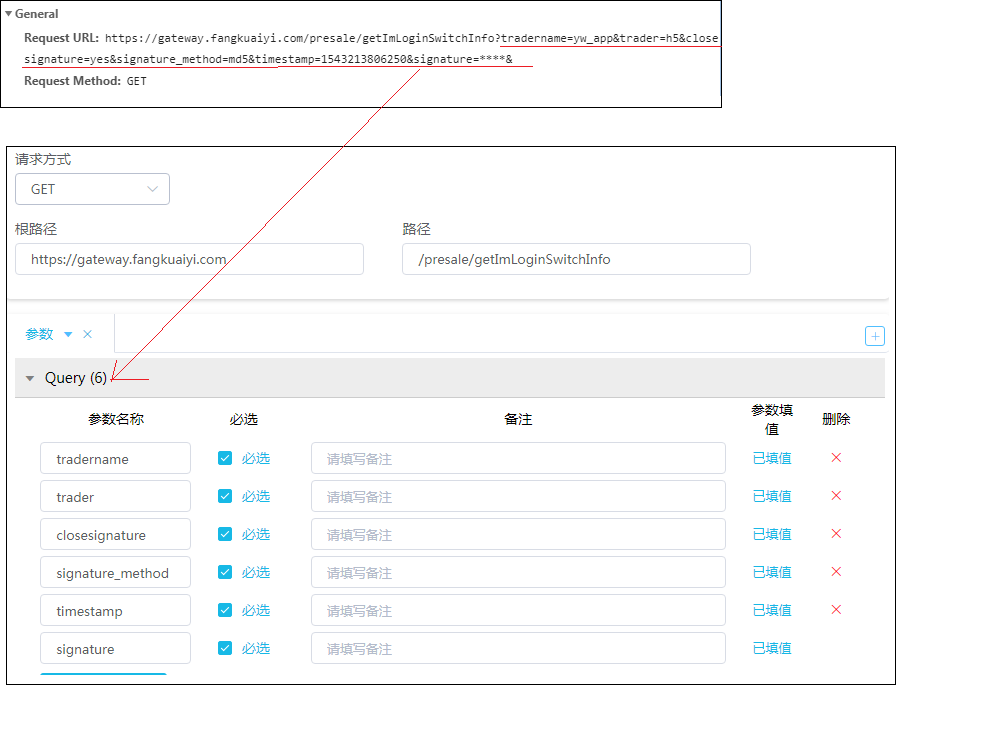 General
Request URL: https://gateway.fangkuaiyi.com/presale/getImLoginSwitchInfo?tradername=yw_app&trader=h5&close
signature=yes&signature_method=md5&timestamp=1543213806250&signature=****&
Request Method: GET
请求方式
GET
根路径 路径
https://gateway.fangkuaiyi.com /presale/getImLoginSwitchInfo
参数
Query (6)
参数名称 必选 备注 参数填值 删除
tradername 必选 请填写备注 已填值
trader 必选 请填写备注 已填值
closesignature 必选 请填写备注 已填值
signature_method 必选 请填写备注 已填值
timestamp 必选 请填写备注 已填值
signature 必选 请填写备注 已填值